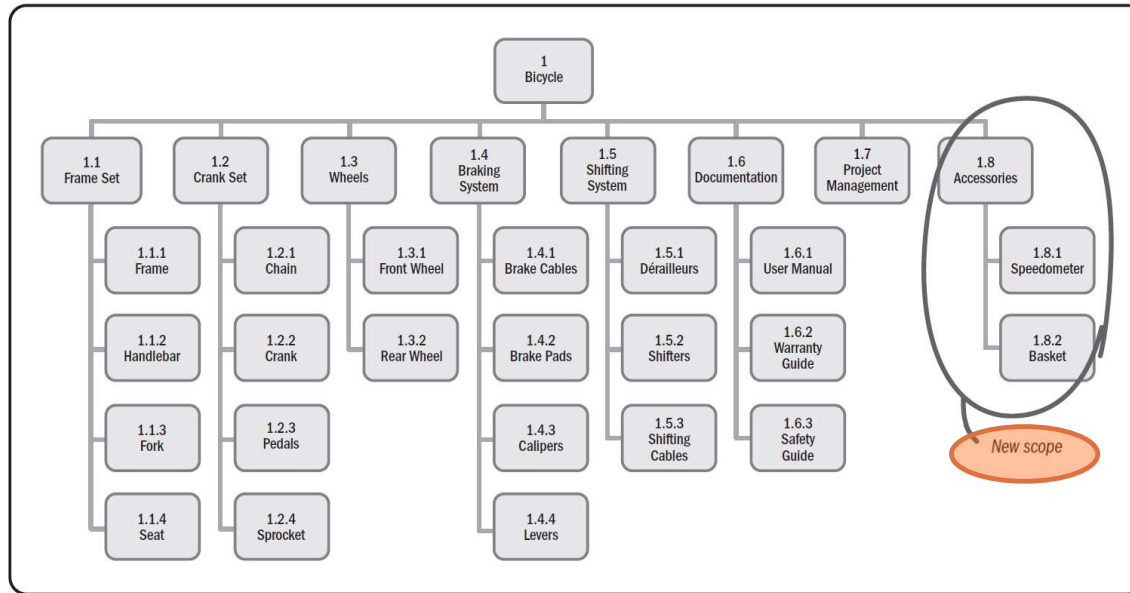 1
Bicycle
1.1
Frame Set
1.2
Crank Set
1.3
Wheels
1.4
Braking
System
1.5
Shifting
System
1.6
Documentation
1.7
Project
Management
1.8
Accessories
1.1.1
Frame
1.2.1
Chain
1.3.1
Front Wheel
1.4.1
Brake Cables
1.5.1
Dérailleurs
1.6.1
User Manual
1.8.1
Speedometer
1.1.2
Handlebar
1.2.2
Crank
1.3.2
Rear Wheel
1.4.2
Brake Pads
1.5.2
Shifters
1.6.2
Warranty
Guide
1.8.2
Basket
1.1.3
Fork
1.2.3
Pedals
1.4.3
Calipers
1.5.3
Shifting
Cables
1.6.3
Safety
Guide
New scope
1.1.4
Seat
1.2.4
Sprocket
1.4.4
Levers